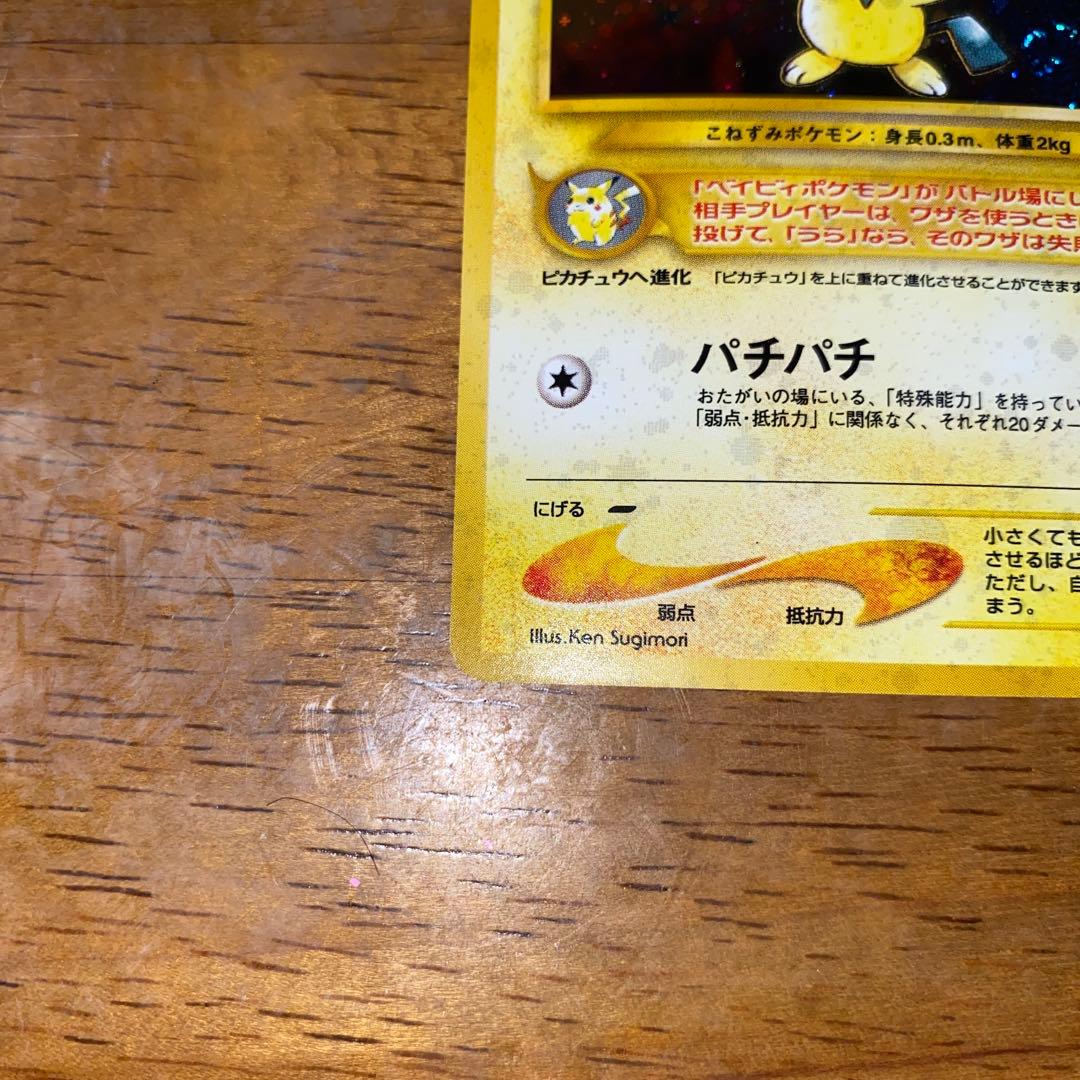 こねずみポケモン：身長0.3m、体重2kg
「ベイビィポケモン」がバトル場にし
相手プレイヤーは、ワザを使うとき
投げて、「うら」なら、そのワザは失敗
ピカチュウへ進化 「ピカチュウ」を上に重ねて進化させることができます
パチパチ
おたがいの場にいる、「特殊能力」を持ってい
「弱点・抵抗力」に関係なく、それぞれ20ダメー
にげる
小さくても
させるほど
ただし、自
まう。
弱点
抵抗力
Illus.Ken Sugimori